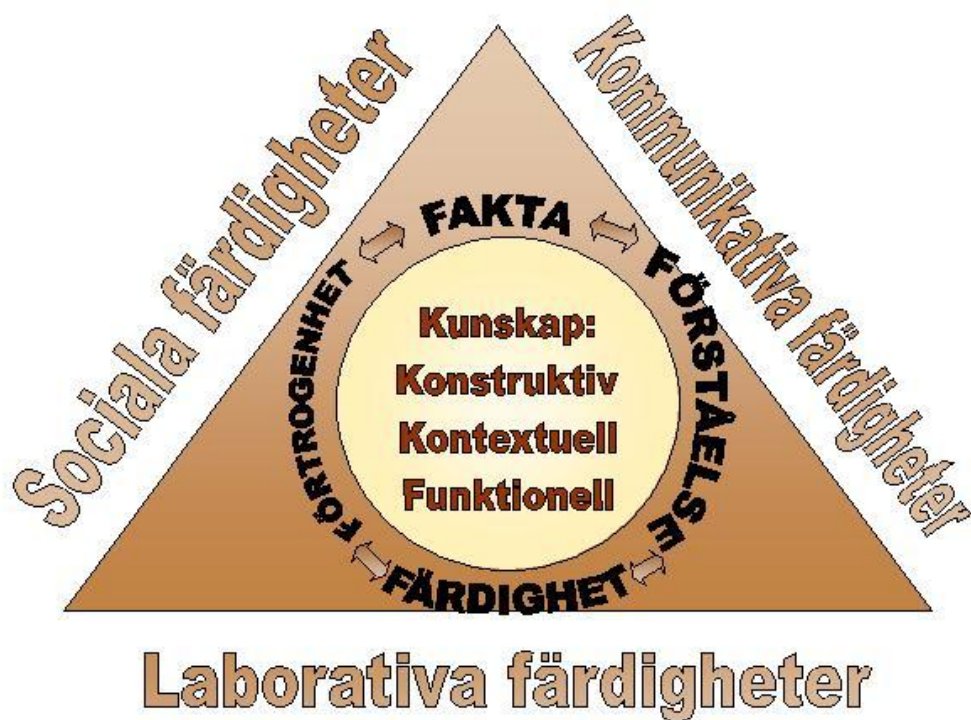 Sociala färdigheter
Kommunikativa färdigheter
FAKTA
FÖRSTÅELSE
FÄRDIGHET
FÖRTROGENHET
Kunskap:
Konstruktiv
Kontextuell
Funktionell
Laborativa färdigheter